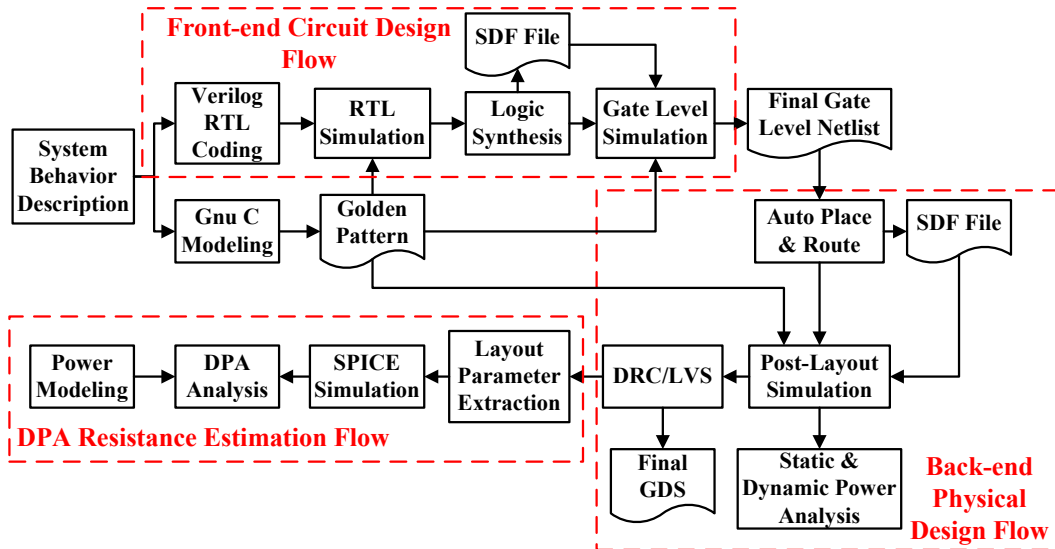 Front-end Circuit Design
Flow
SDF File
Verilog
RTL
Coding
RTL
Simulation
Logic
Synthesis
Gate Level
Simulation
Final Gate
Level Netlist
System
Behavior
Description
Gnu C
Modeling
Golden
Pattern
Auto Place
& Route
SDF File
Power
Modeling
DPA
Analysis
SPICE
Simulation
Layout
Parameter
Extraction
DRC/LVS
Post-Layout
Simulation
DPA Resistance Estimation Flow
Final
GDS
Static &
Dynamic Power
Analysis
Back-end
Physical
Design Flow